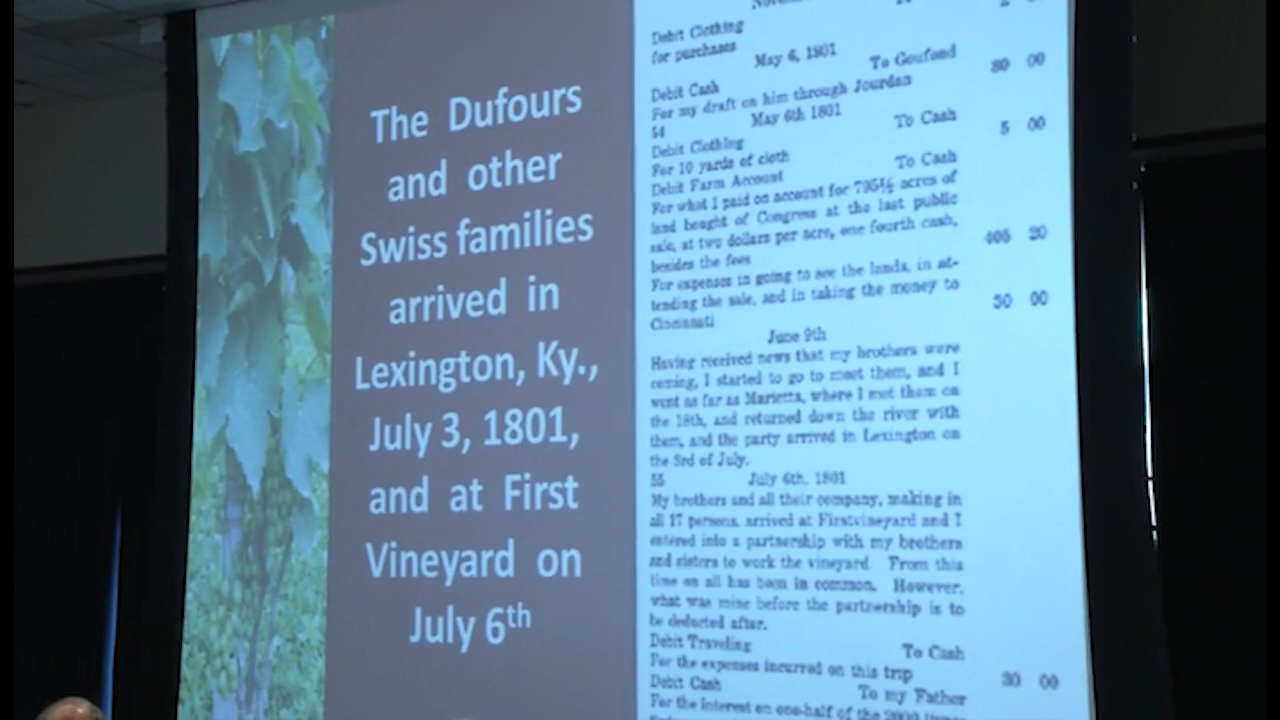 The Dufours
and other
Swiss families
arrived in
Lexington, Ky.,
July 3, 1801,
and at First
Vineyard on
July 6th
Debit Clothing
for purchases
May 6, 1801
Debit Cash To Goufond
For my draft on him through Jourdan 80 00
54 May 6th 1801
Debit Clothing To Cash
For 10 yards of cloth 5 00
Debit Farm Account To Cash
For what I paid on account for 795½ acres of
land bought of Congress at the last public
sale, at two dollars per acre, one fourth cash,
besides the fees 405 20
For expenses in going to see the lands, in at-
tending the sale, and in taking the money to
Cincinnati 30 00
June 9th
Having received news that my brothers were
coming, I started to go to meet them, and I
went as far as Marietta, where I met them on
the 18th, and returned down the river with
them, and the party arrived in Lexington on
the 3rd of July.
55 July 6th, 1801
My brothers and all their company, making in
all 17 persons, arrived at Firstvineyard and I
entered into a partnership with my brothers
and sisters to work the vineyard. From this
time on all has been in common. However,
what was mine before the partnership is to
be deducted after.
Debit Traveling To Cash
For the expenses incurred on this trip 30 00
Debit Cash To my Father
For the interest on one-half of the